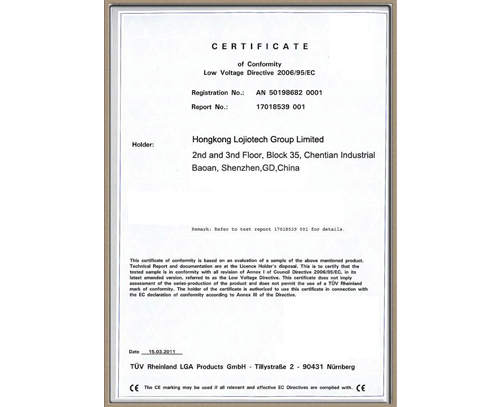 CERTIFICATE
of Conformity
Low Voltage Directive 2006/95/EC
Registration No.: AN 50198682 0001
Report No.: 17018539 001
Holder: Hongkong Lojiotech Group Limited
2nd and 3nd Floor, Block 35, Chentian Industrial
Baoan, Shenzhen,GD,China
Remark: Refer to test report 17018539 001 for details.
This certificate of conformity is based on an evaluation of a sample of the above mentioned product.
Technical Report and documentation are at the Licence Holder's disposal. This is to certify that the
tested sample is in conformity with all revision of Annex I of Council Directive 2006/95/EC, in its
latest amended version, referred to as the Low Voltage Directive. This certificate does not imply
assessment of the series-production of the product and does not permit the use of a TÜV Rheinland
mark of conformity. The holder of the certificate is authorized to use this certificate in connection with
the EC declaration of conformity according to Annex III of the Directive.
Date 15.03.2011
TÜV Rheinland LGA Products GmbH - Tillystraße 2 - 90431 Nürnberg
CE The CE marking may be used if all relevant and effective EC Directives are complied with. CE